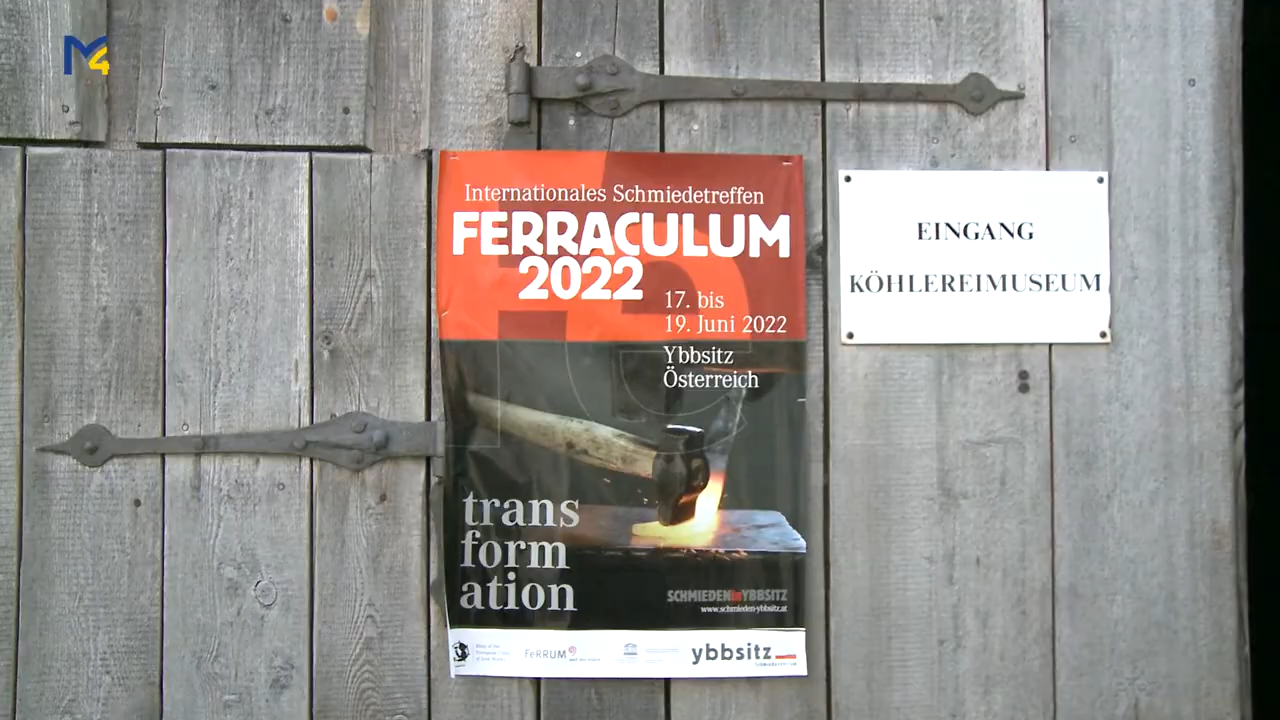 M4
Internationales Schmiedetreffen
FERRACULUM
2022
17. bis
19. Juni 2022
Ybbsitz
Österreich
trans
form
ation
SCHMIEDENinYBBSITZ
www.schmieden-ybbsitz.at
FeRRUM
ybbsitz
EINGANG
KÖHLEREIMUSEUM